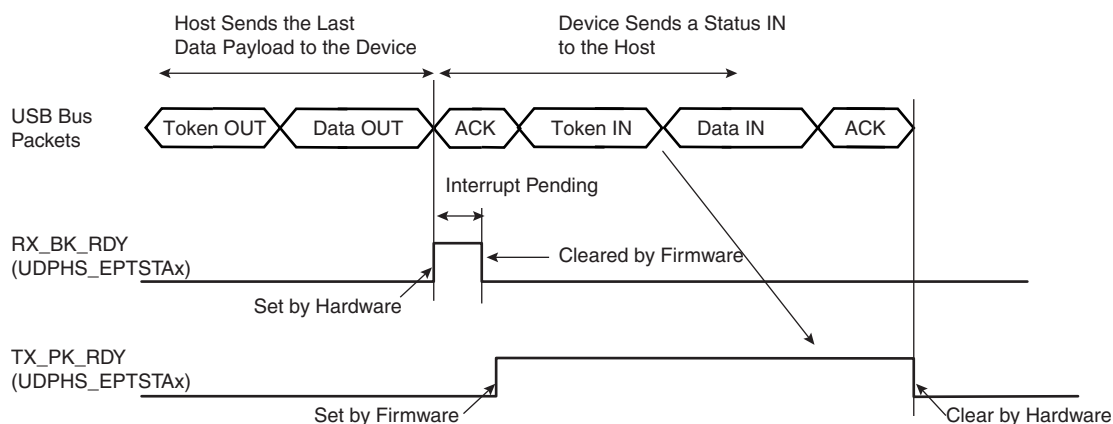 Host Sends the Last
Data Payload to the Device
Device Sends a Status IN
to the Host
USB Bus
Packets
Token OUT
Data OUT
ACK
Token IN
Data IN
ACK
Interrupt Pending
RX_BK_RDY
(UDPHS_EPTSTAx)
Cleared by Firmware
Set by Hardware
TX_PK_RDY
(UDPHS_EPTSTAx)
Set by Firmware
Clear by Hardware